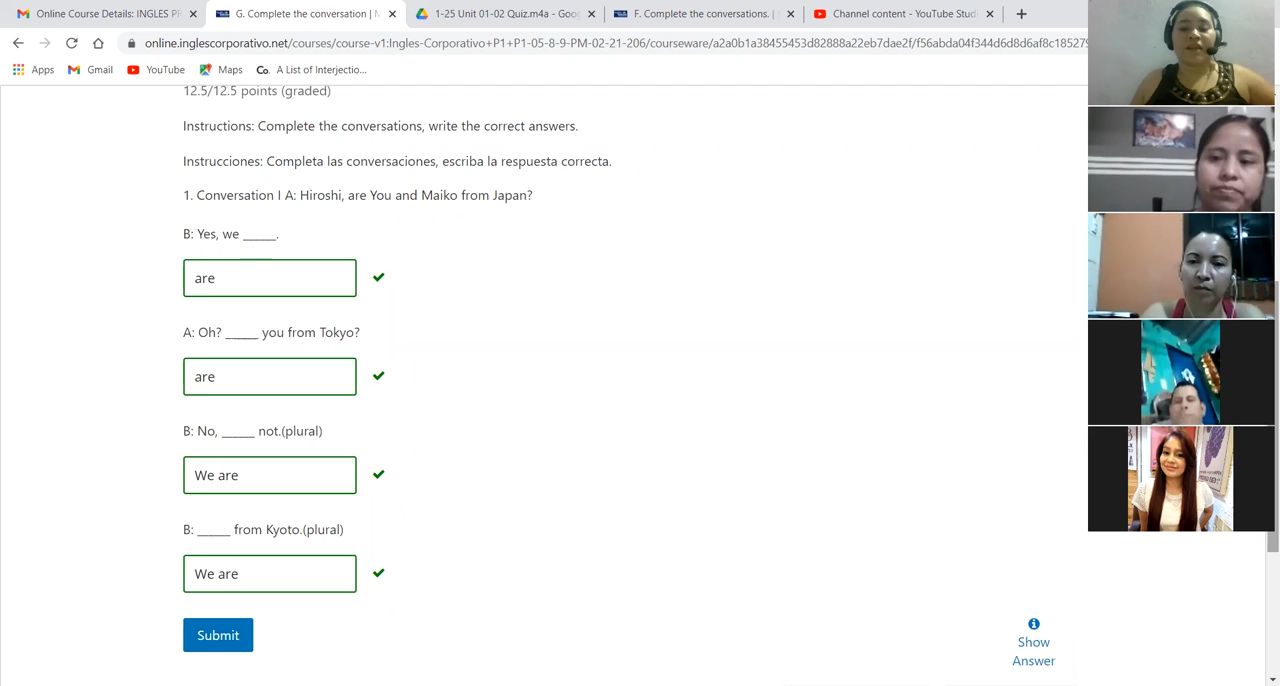 Online Course Details: INGLES PR
G. Complete the conversation | M
1-25 Unit 01-02 Quiz.m4a - Goog
F. Complete the conversations. |
Channel content - YouTube Stud
online.inglescorporativo.net/courses/course-v1:Ingles-Corporativo+P1+P1-05-8-9-PM-02-21-206/courseware/a2a0b1a38455453d82888a22eb7dae2f/f56abda04f344d6d8d6af8c185279
Apps
Gmail
YouTube
Maps
Co. A List of Interjectio...
12.5/12.5 points (graded)
Instructions: Complete the conversations, write the correct answers.
Instrucciones: Completa las conversaciones, escriba la respuesta correcta.
1. Conversation I A: Hiroshi, are You and Maiko from Japan?
B: Yes, we _____.
are
A: Oh? _____ you from Tokyo?
are
B: No, _____ not.(plural)
We are
B: _____ from Kyoto.(plural)
We are
Submit
Show
Answer